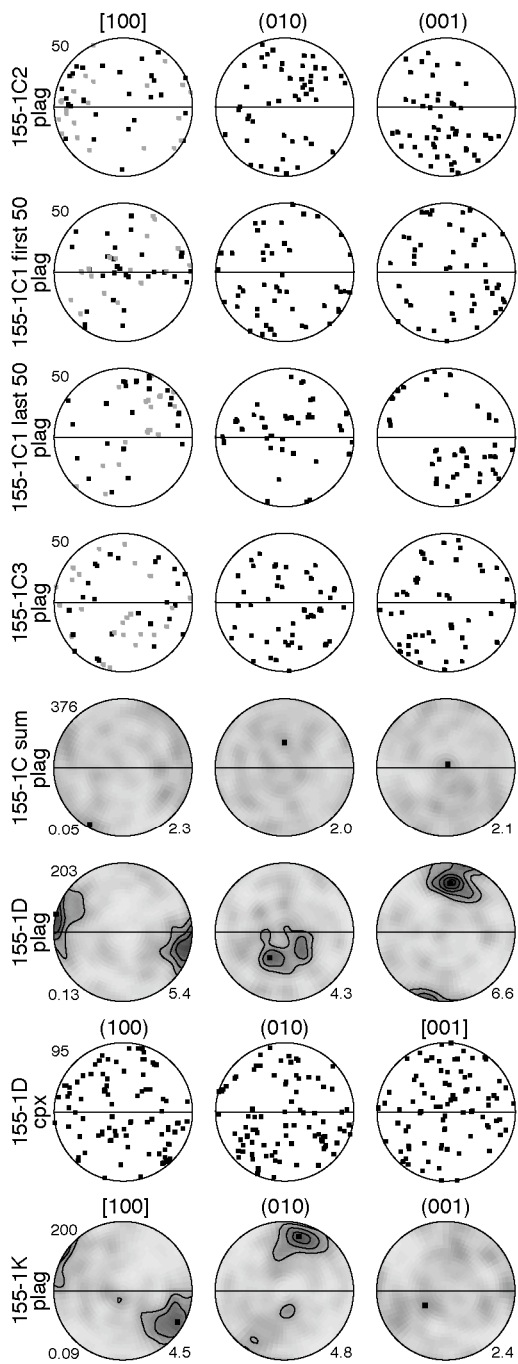 [100] (010) (001)
50
155-1C2
plag
50
155-1C1 first 50
plag
50
155-1C1 last 50
plag
50
155-1C3
plag
376
155-1C sum
plag
0.05 2.3 2.0 2.1
203
155-1D
plag
0.13 5.4 4.3 6.6
(100) (010) [001]
95
155-1D
cpx
[100] (010) (001)
200
155-1K
plag
0.09 4.5 4.8 2.4